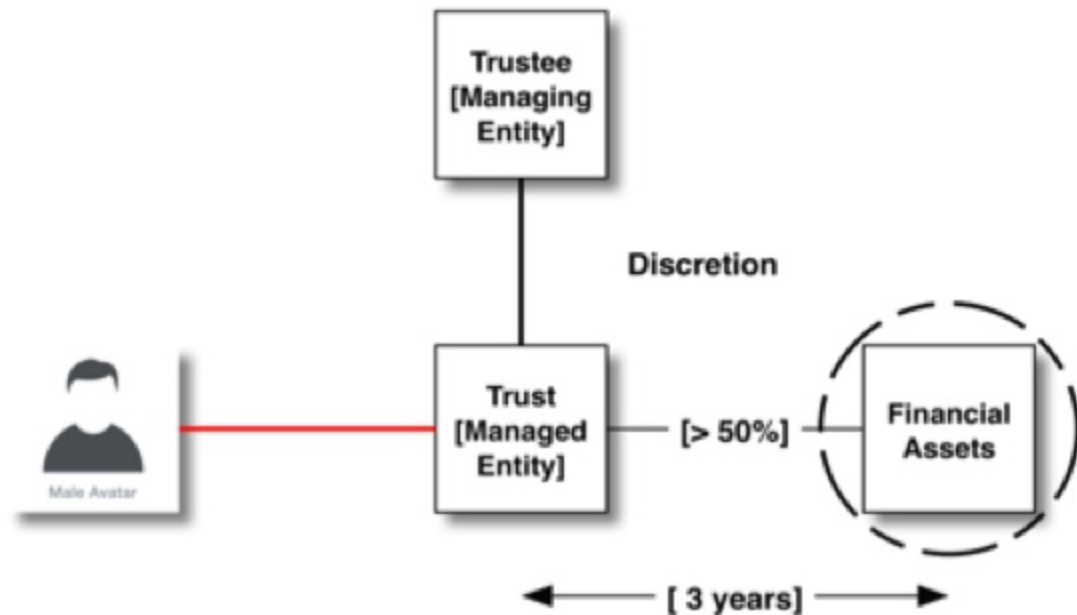 Trustee
[Managing
Entity]
Discretion
Male Avatar
Trust
[Managed
Entity]
[> 50%]
Financial
Assets
[ 3 years]